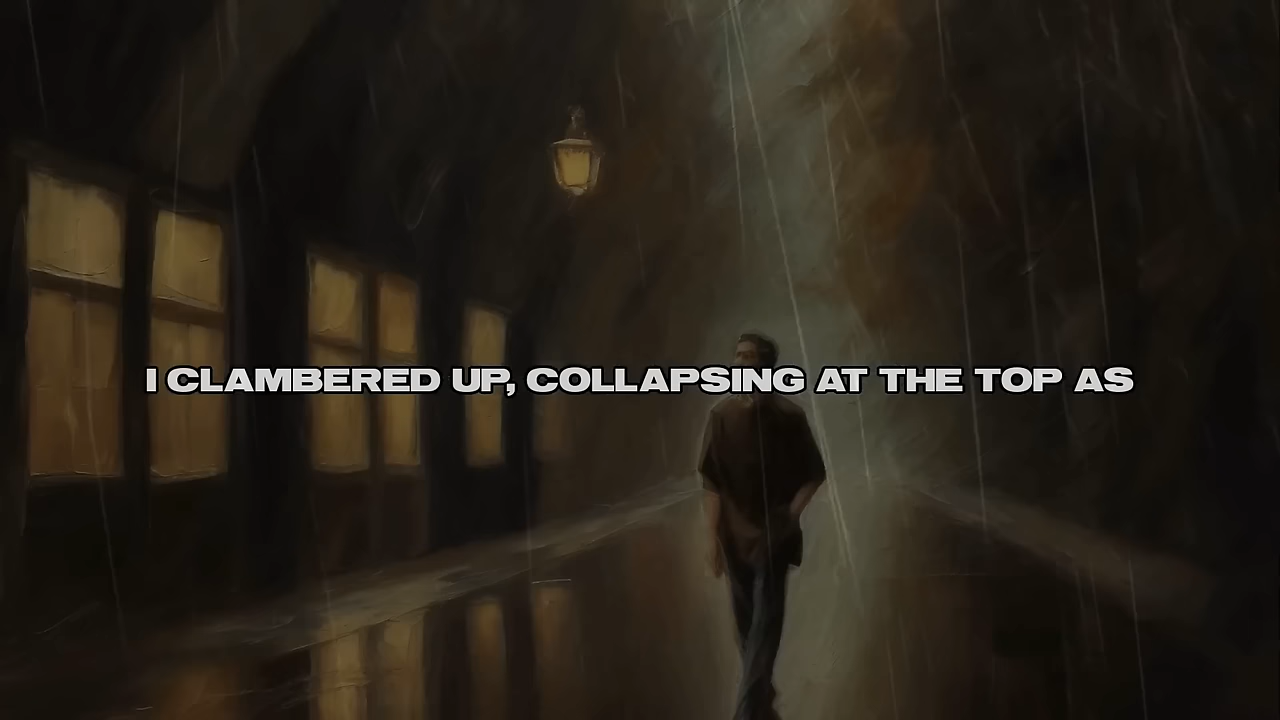 I CLAMBERED UP, COLLAPSING AT THE TOP AS